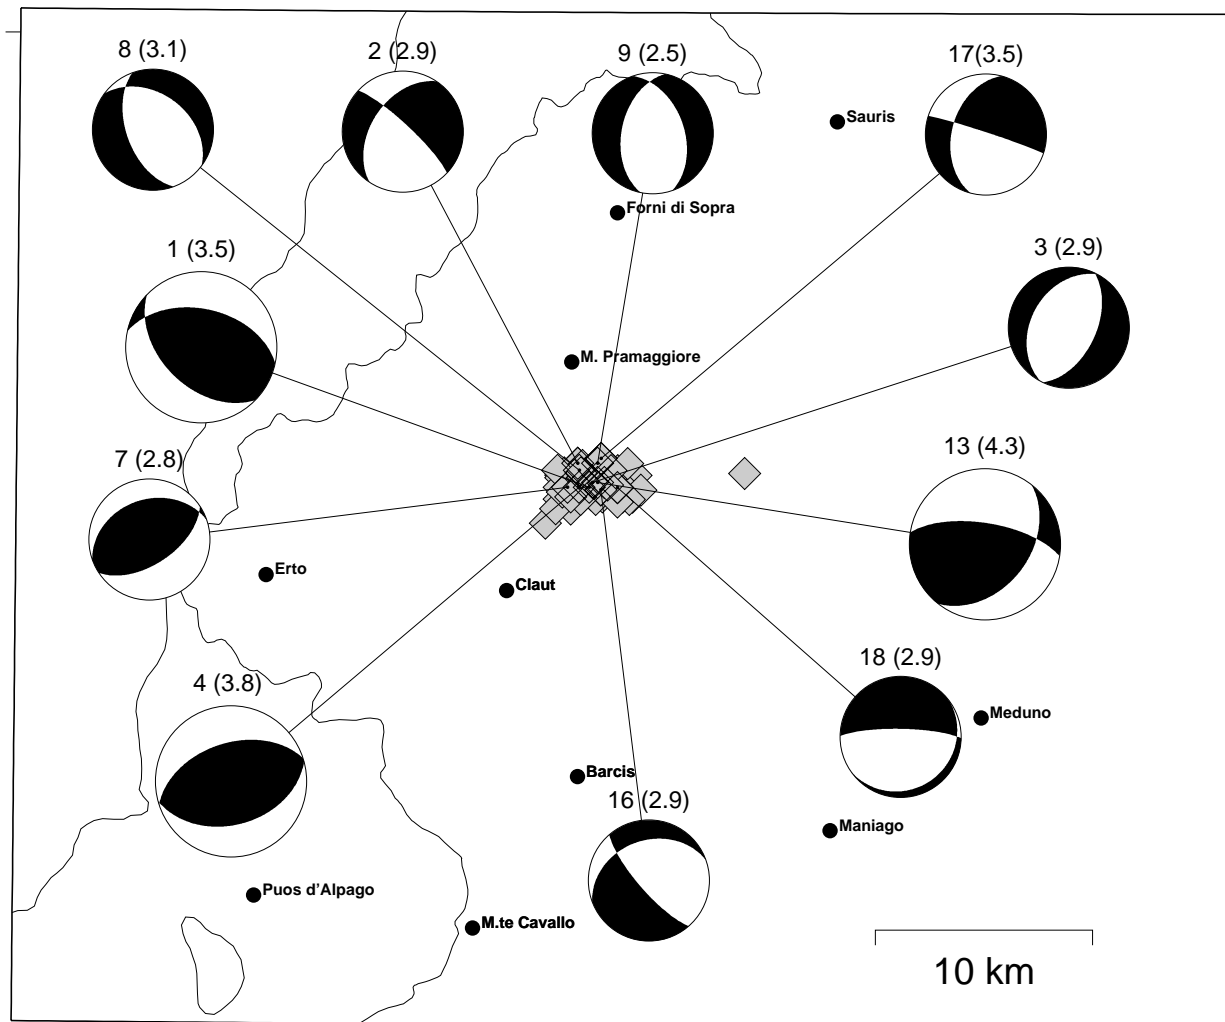 8 (3.1)
2 (2.9)
9 (2.5)
17(3.5)
Sauris
Forni di Sopra
1 (3.5)
3 (2.9)
M. Pramaggiore
7 (2.8)
13 (4.3)
Erto
Claut
4 (3.8)
18 (2.9)
Meduno
Barcis
16 (2.9)
Maniago
Puos d'Alpago
M.te Cavallo
10 km